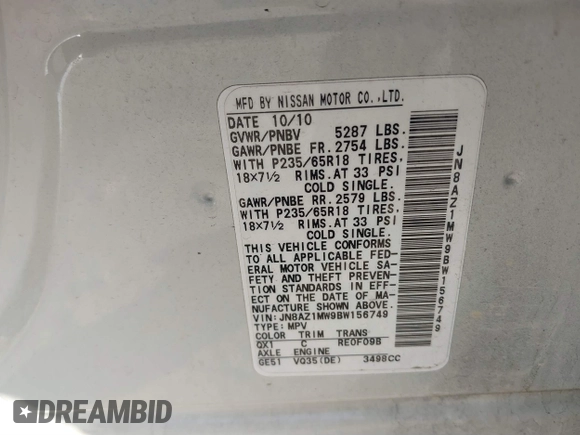 MFD BY NISSAN MOTOR CO.,LTD.
DATE 10/10
GVWR/PNBV 5287 LBS.
GAWR/PNBE FR. 2754 LBS.
WITH P235/65R18 TIRES.
18×7½ RIMS.AT 33 PSI
COLD SINGLE.
GAWR/PNBE RR. 2579 LBS.
WITH P235/65R18 TIRES.
18×7½ RIMS.AT 33 PSI
COLD SINGLE.
THIS VEHICLE CONFORMS
TO ALL APPLICABLE FED-
ERAL MOTOR VEHICLE SA-
FETY AND THEFT PREVEN-
TION STANDARDS IN EFF-
ECT ON THE DATE OF MA-
NUFACTURE SHOWN ABOVE.
VIN:JN8AZ1MW9BW156749
TYPE:MPV
COLOR TRIM TRANS
QX1 C RE0F09B
AXLE ENGINE
GE51 VQ35(DE) 3498CC
JN8AZ1MW9BW156749
DREAMBID